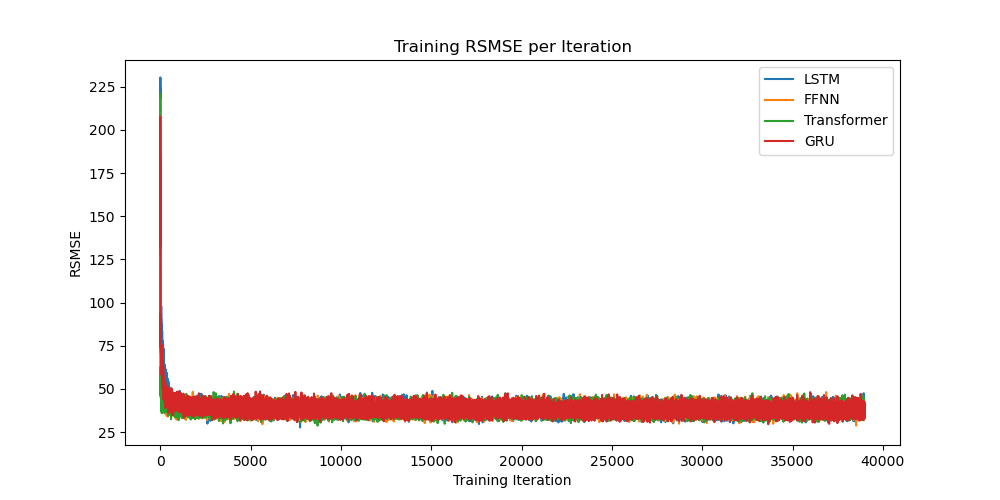 Training RSMSE per Iteration
LSTM
FFNN
Transformer
GRU
RSMSE
225
200
175
150
125
100
75
50
25
0 5000 10000 15000 20000 25000 30000 35000 40000
Training Iteration